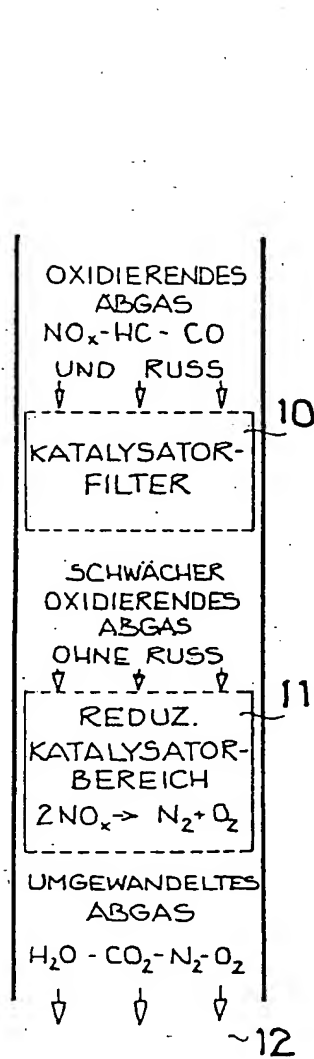 OXIDIERENDES
ABGAS
NOx-HC - CO
UND RUSS
10
KATALYSATOR-
FILTER
SCHWÄCHER
OXIDIERENDES
ABGAS
OHNE RUSS
11
REDUZ.
KATALYSATOR-
BEREICH
2NOx-> N2+O2
UMGEWANDELTES
ABGAS
H2O - CO2-N2-O2
~12